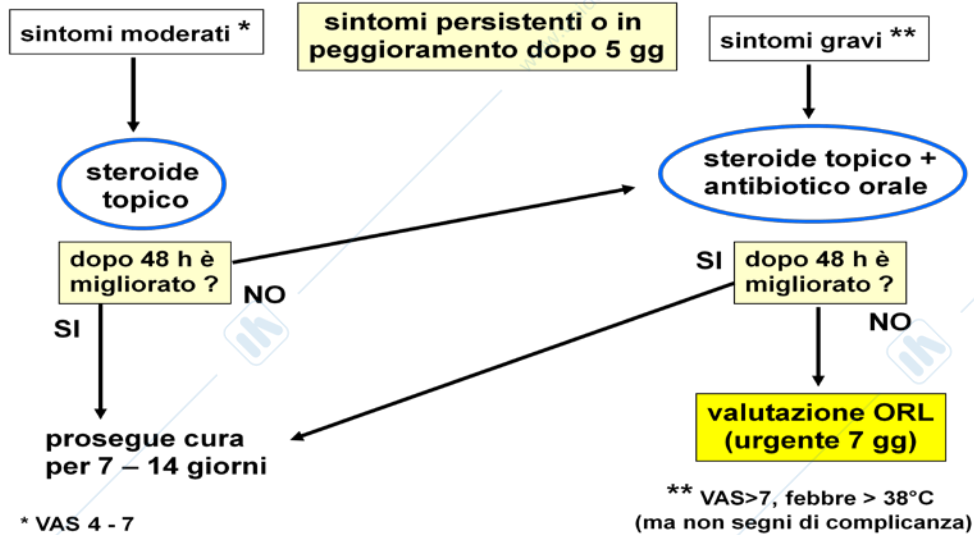 sintomi moderati *
sintomi persistenti o in
peggioramento dopo 5 gg
sintomi gravi **
steroide
topico
steroide topico +
antibiotico orale
dopo 48 h è
migliorato ?
NO
SI
SI
dopo 48 h è
migliorato ?
NO
prosegue cura
per 7 – 14 giorni
valutazione ORL
(urgente 7 gg)
* VAS 4 - 7
** VAS>7, febbre > 38°C
(ma non segni di complicanza)